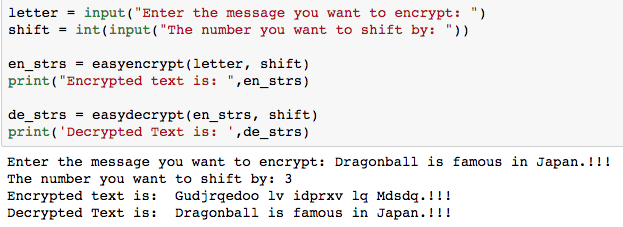 letter = input("Enter the message you want to encrypt: ")
shift = int(input("The number you want to shift by: "))
en_strs = easyencrypt(letter, shift)
print("Encrypted text is: ",en_strs)
de_strs = easydecrypt(en_strs, shift)
print('Decrypted Text is: ',de_strs)
Enter the message you want to encrypt: Dragonball is famous in Japan.!!!
The number you want to shift by: 3
Encrypted text is:  Gudjrqedoo lv idprxv lq Mdsdq.!!!
Decrypted Text is:  Dragonball is famous in Japan.!!!